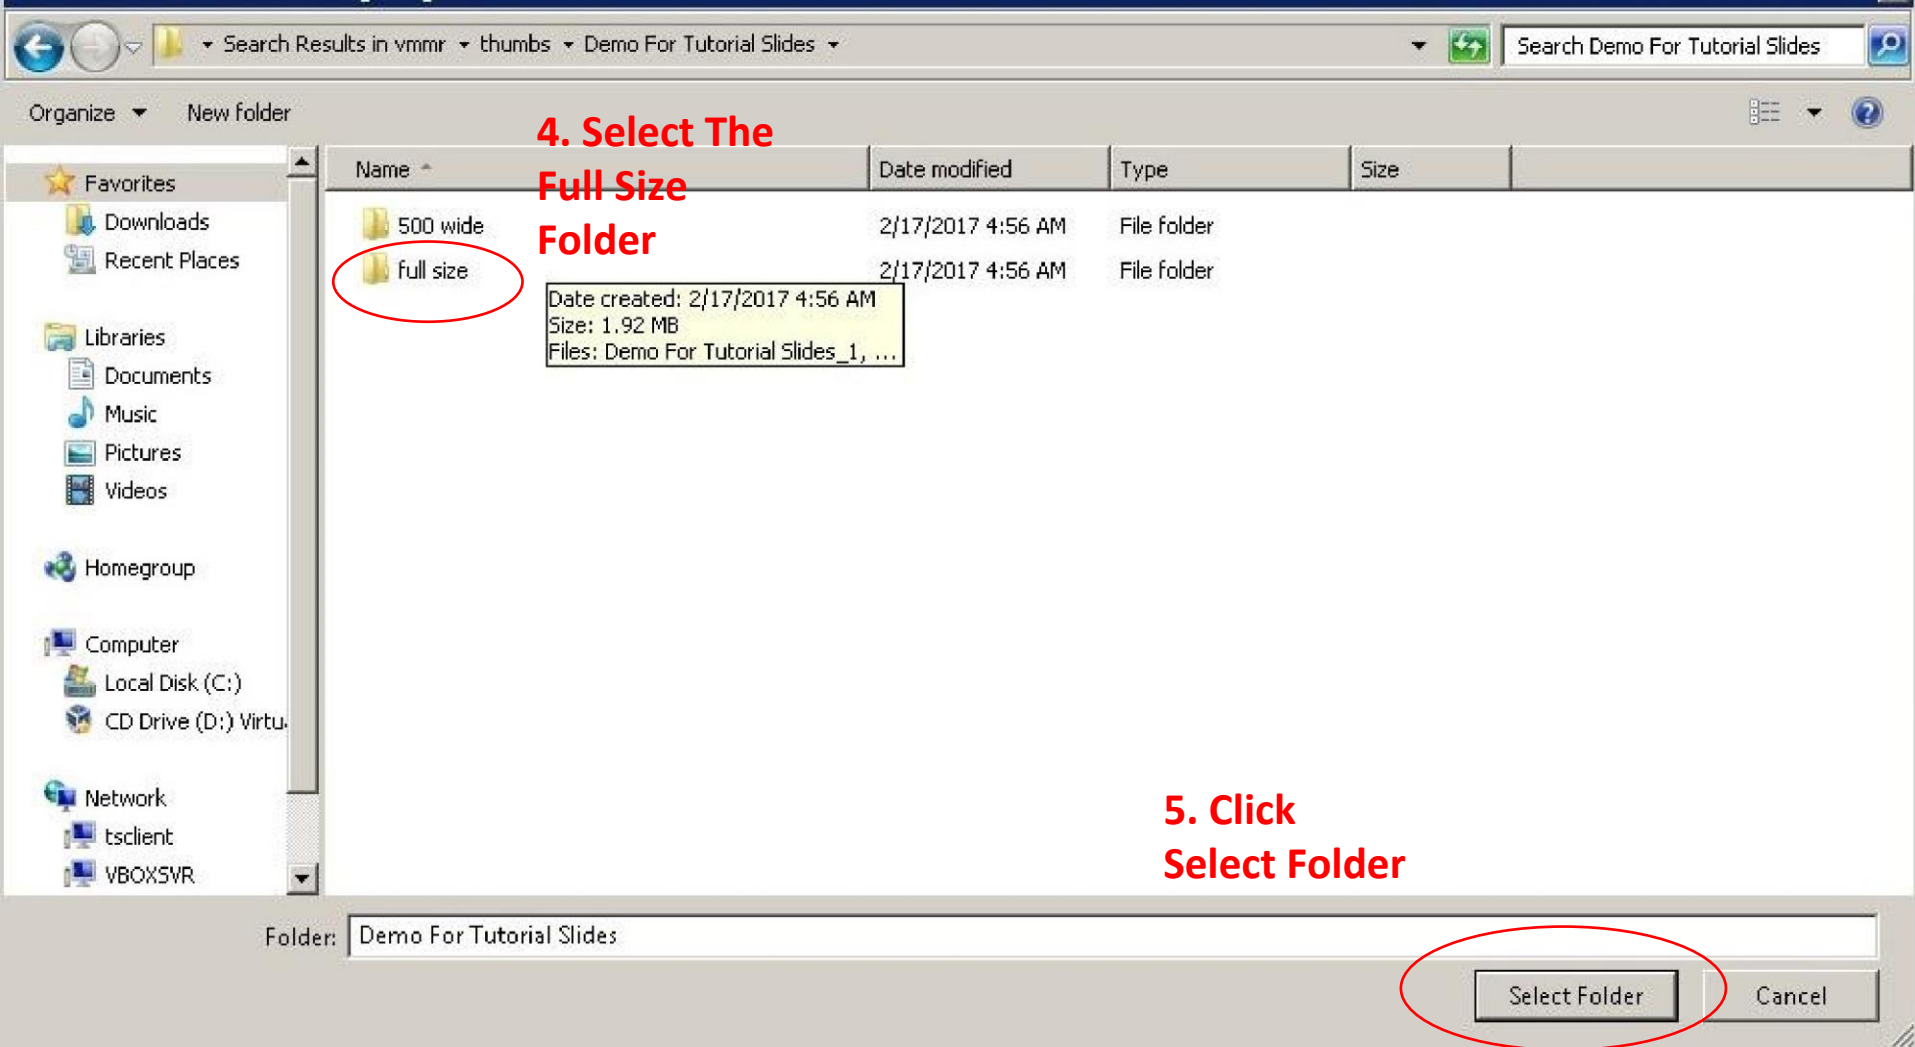 Search Results in vmmr thumbs Demo For Tutorial Slides
Search Demo For Tutorial Slides
Organize New folder
4. Select The
Full Size
Folder
Name Date modified Type Size
500 wide 2/17/2017 4:56 AM File folder
full size 2/17/2017 4:56 AM File folder
Date created: 2/17/2017 4:56 AM
Size: 1.92 MB
Files: Demo For Tutorial Slides_1, ...
Favorites
Downloads
Recent Places
Libraries
Documents
Music
Pictures
Videos
Homegroup
Computer
Local Disk (C:)
CD Drive (D:) Virtu
Network
tsclient
VBOXSVR
5. Click
Select Folder
Folder: Demo For Tutorial Slides
Select Folder Cancel